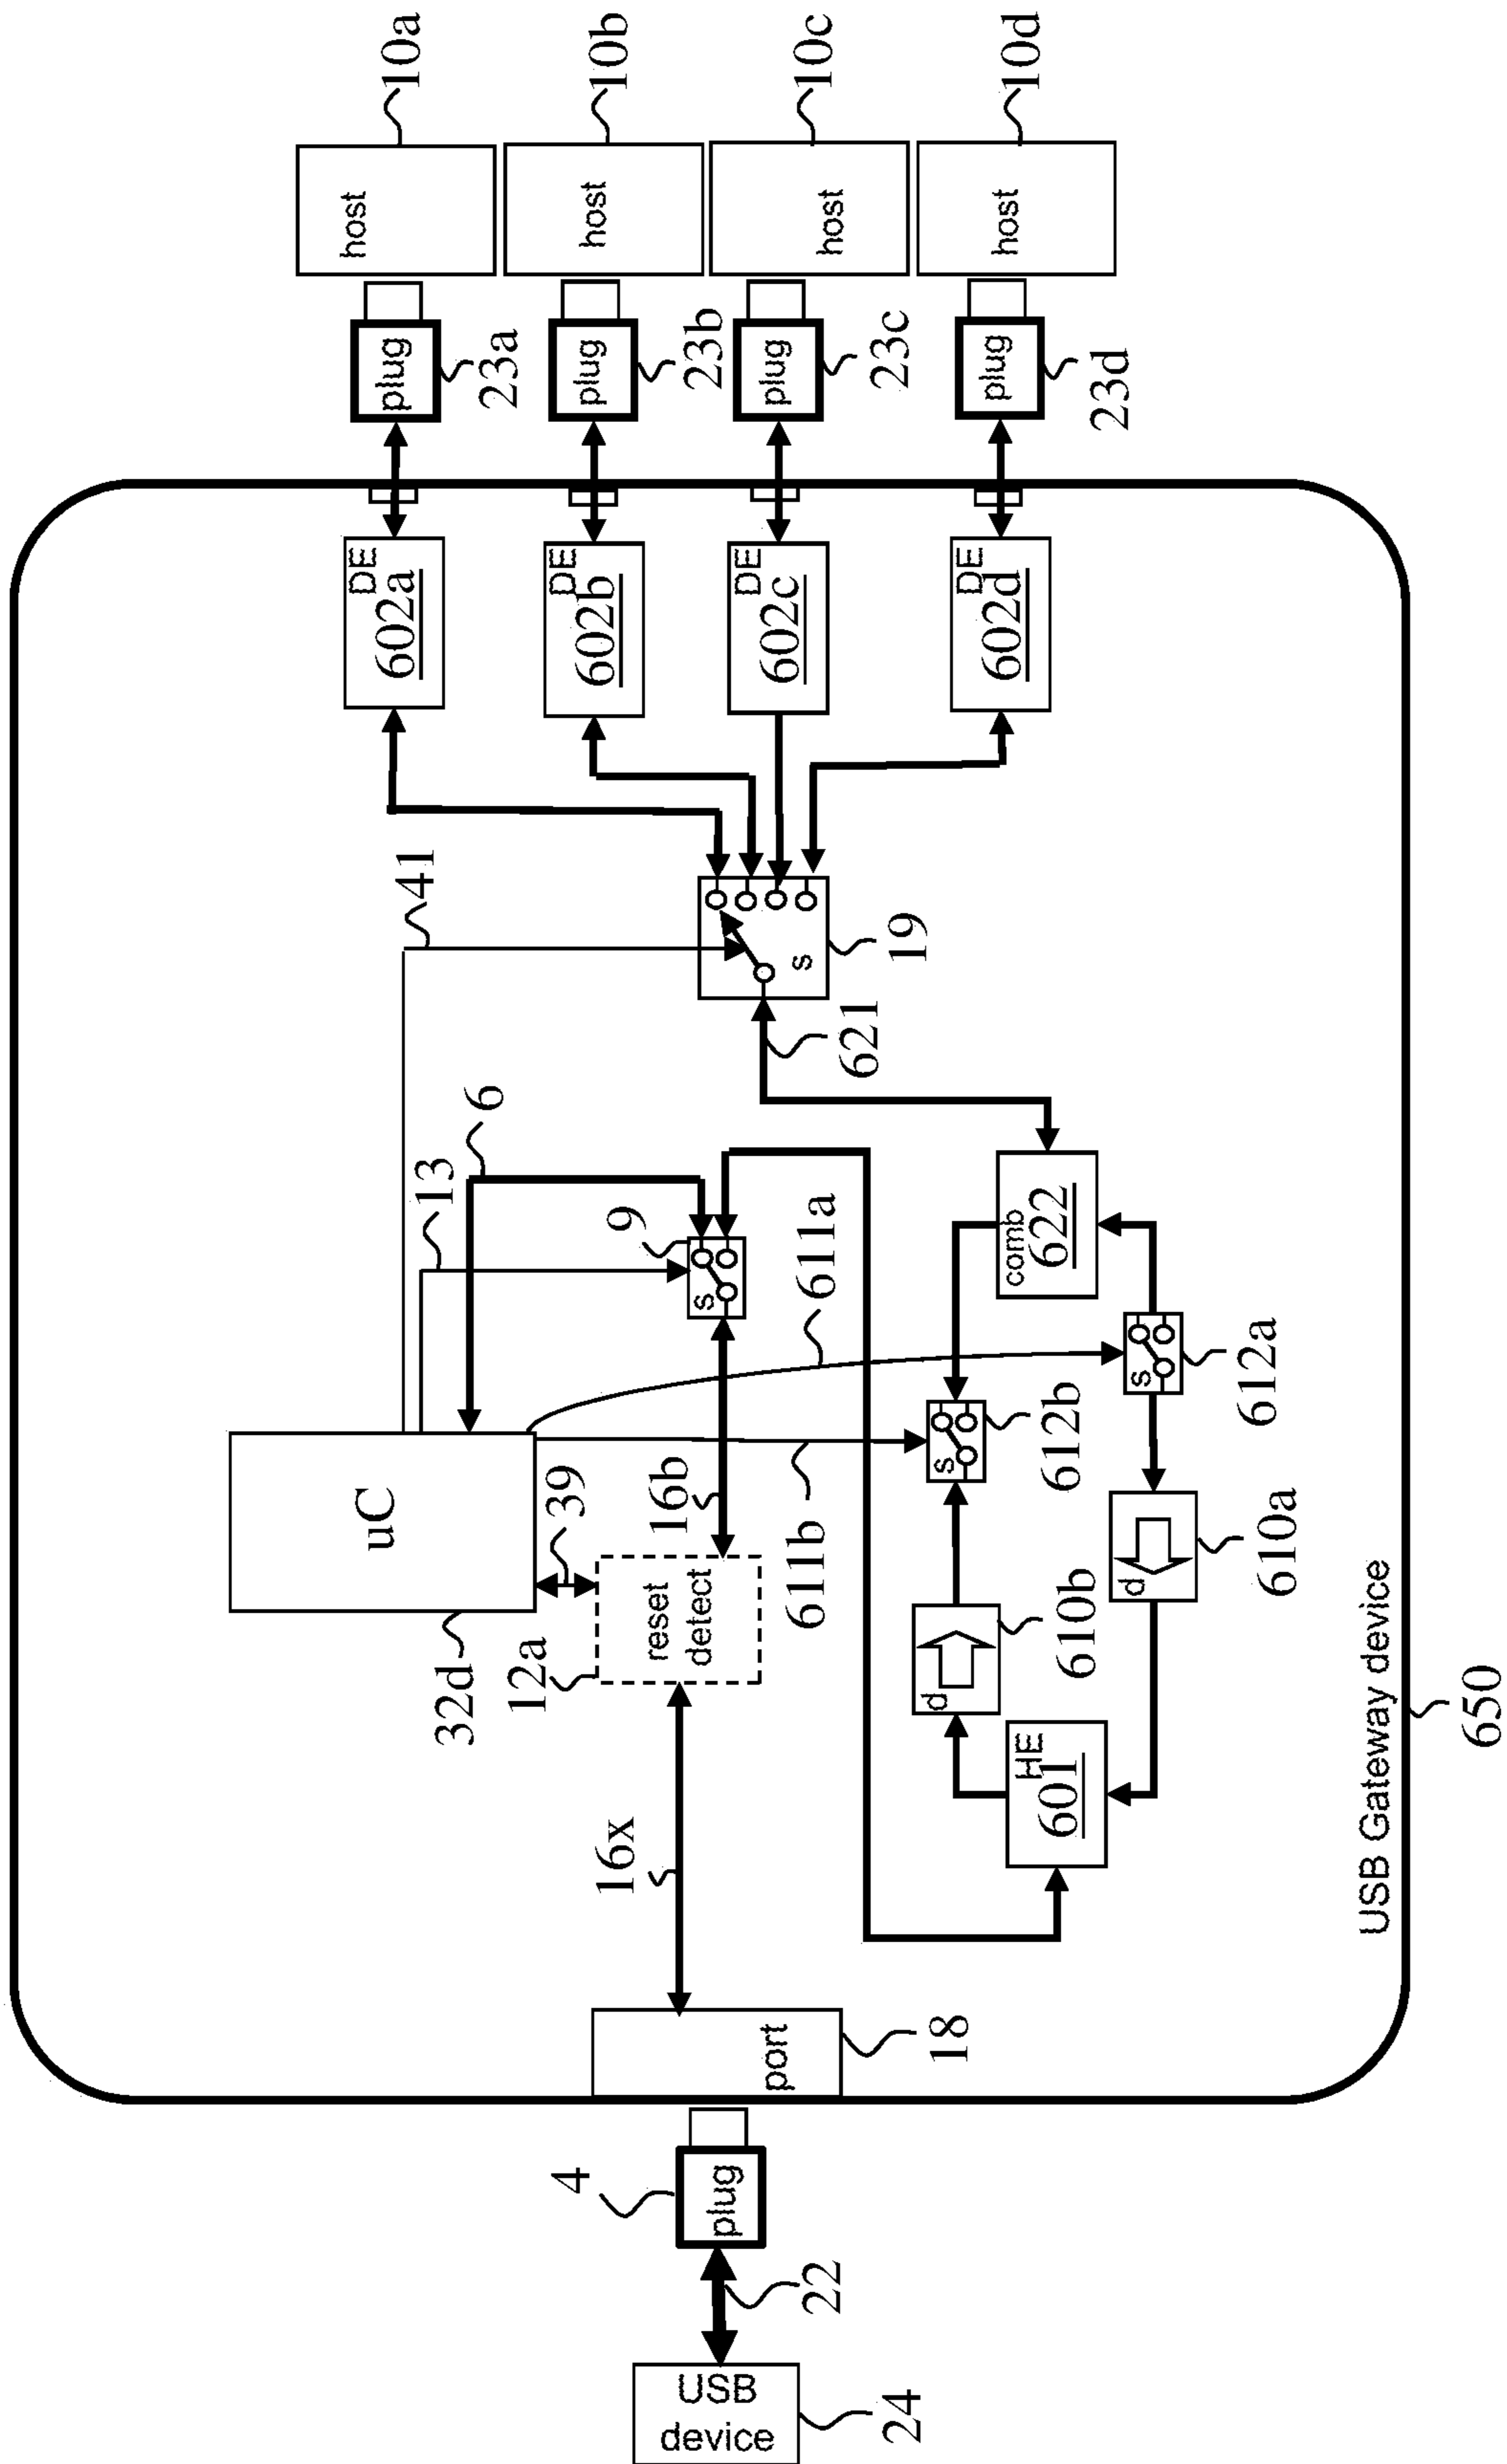 10a
10b
10c
10d
host
host
host
host
plug
plug
plug
plug
23a
23b
23c
23d
DE
602a
DE
602b
DE
602c
DE
602d
41
s
19
621
6
13
9
s
611a
comb
622
uC
39
16b
611b
s
612b
s
612a
32d
12a
reset
detect
d
610b
d
610a
16x
HE
601
port
18
USB Gateway device
650
4
plug
22
USB
device
24